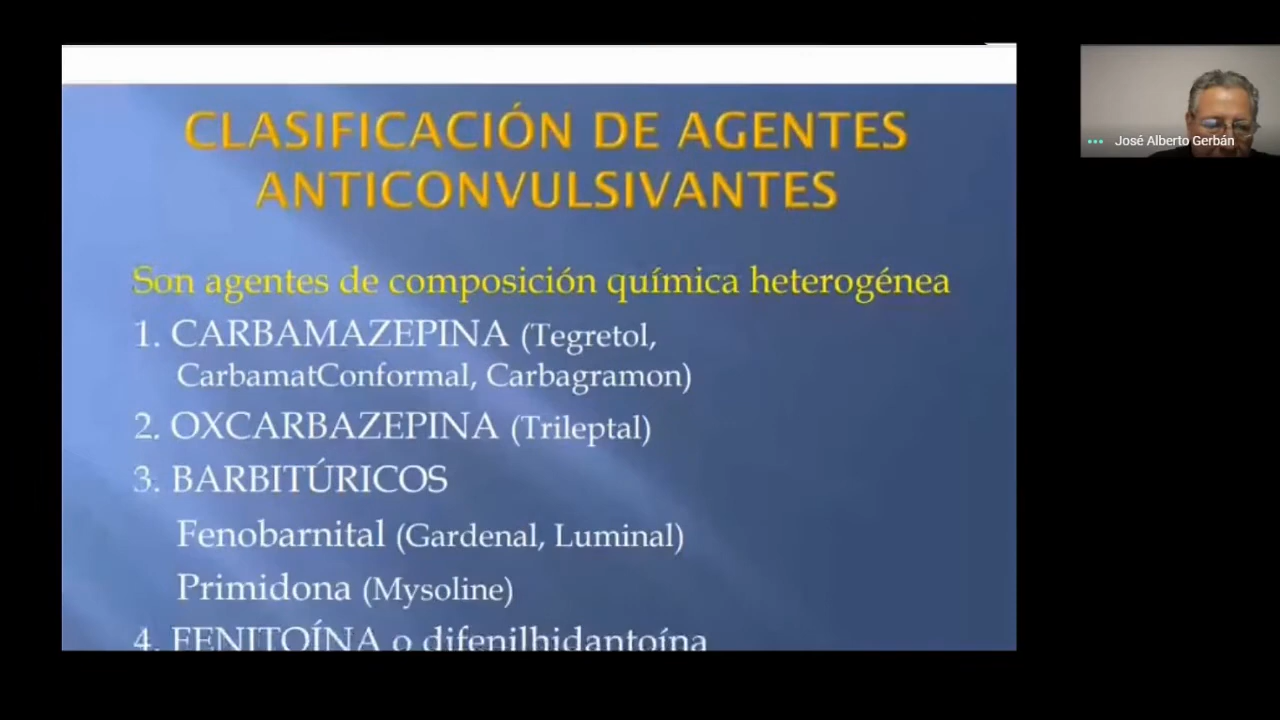 CLASIFICACIÓN DE AGENTES
ANTICONVULSIVANTES
Son agentes de composición química heterogénea
1. CARBAMAZEPINA (Tegretol,
CarbamatConformal, Carbagramon)
2. OXCARBAZEPINA (Trileptal)
3. BARBITÚRICOS
Fenobarnital (Gardenal, Luminal)
Primidona (Mysoline)
4. FENITOÍNA o difenilhidantoína
José Alberto Gerbán